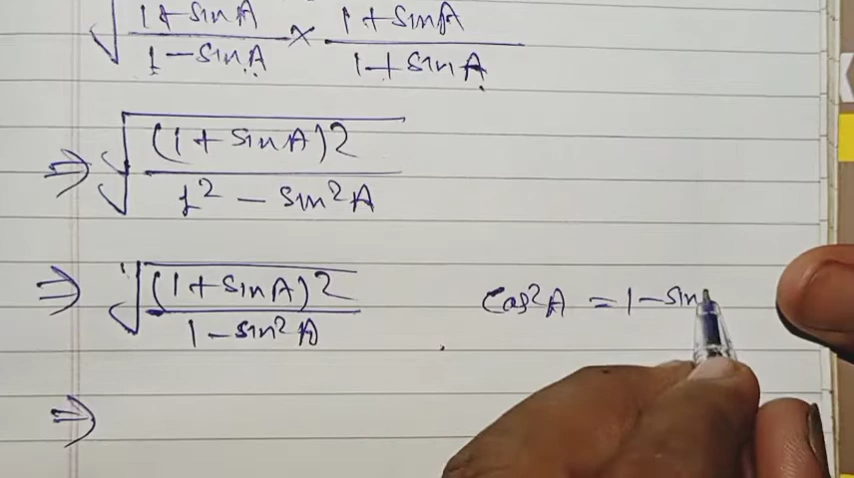 √(1+sinA / 1-sinA) × (1+sinA / 1+sinA)
⇒ √((1+sinA)2 / 1² - sin²A)
⇒ √((1+sinA)2 / 1-sin²A) cos²A = 1-sin
⇒